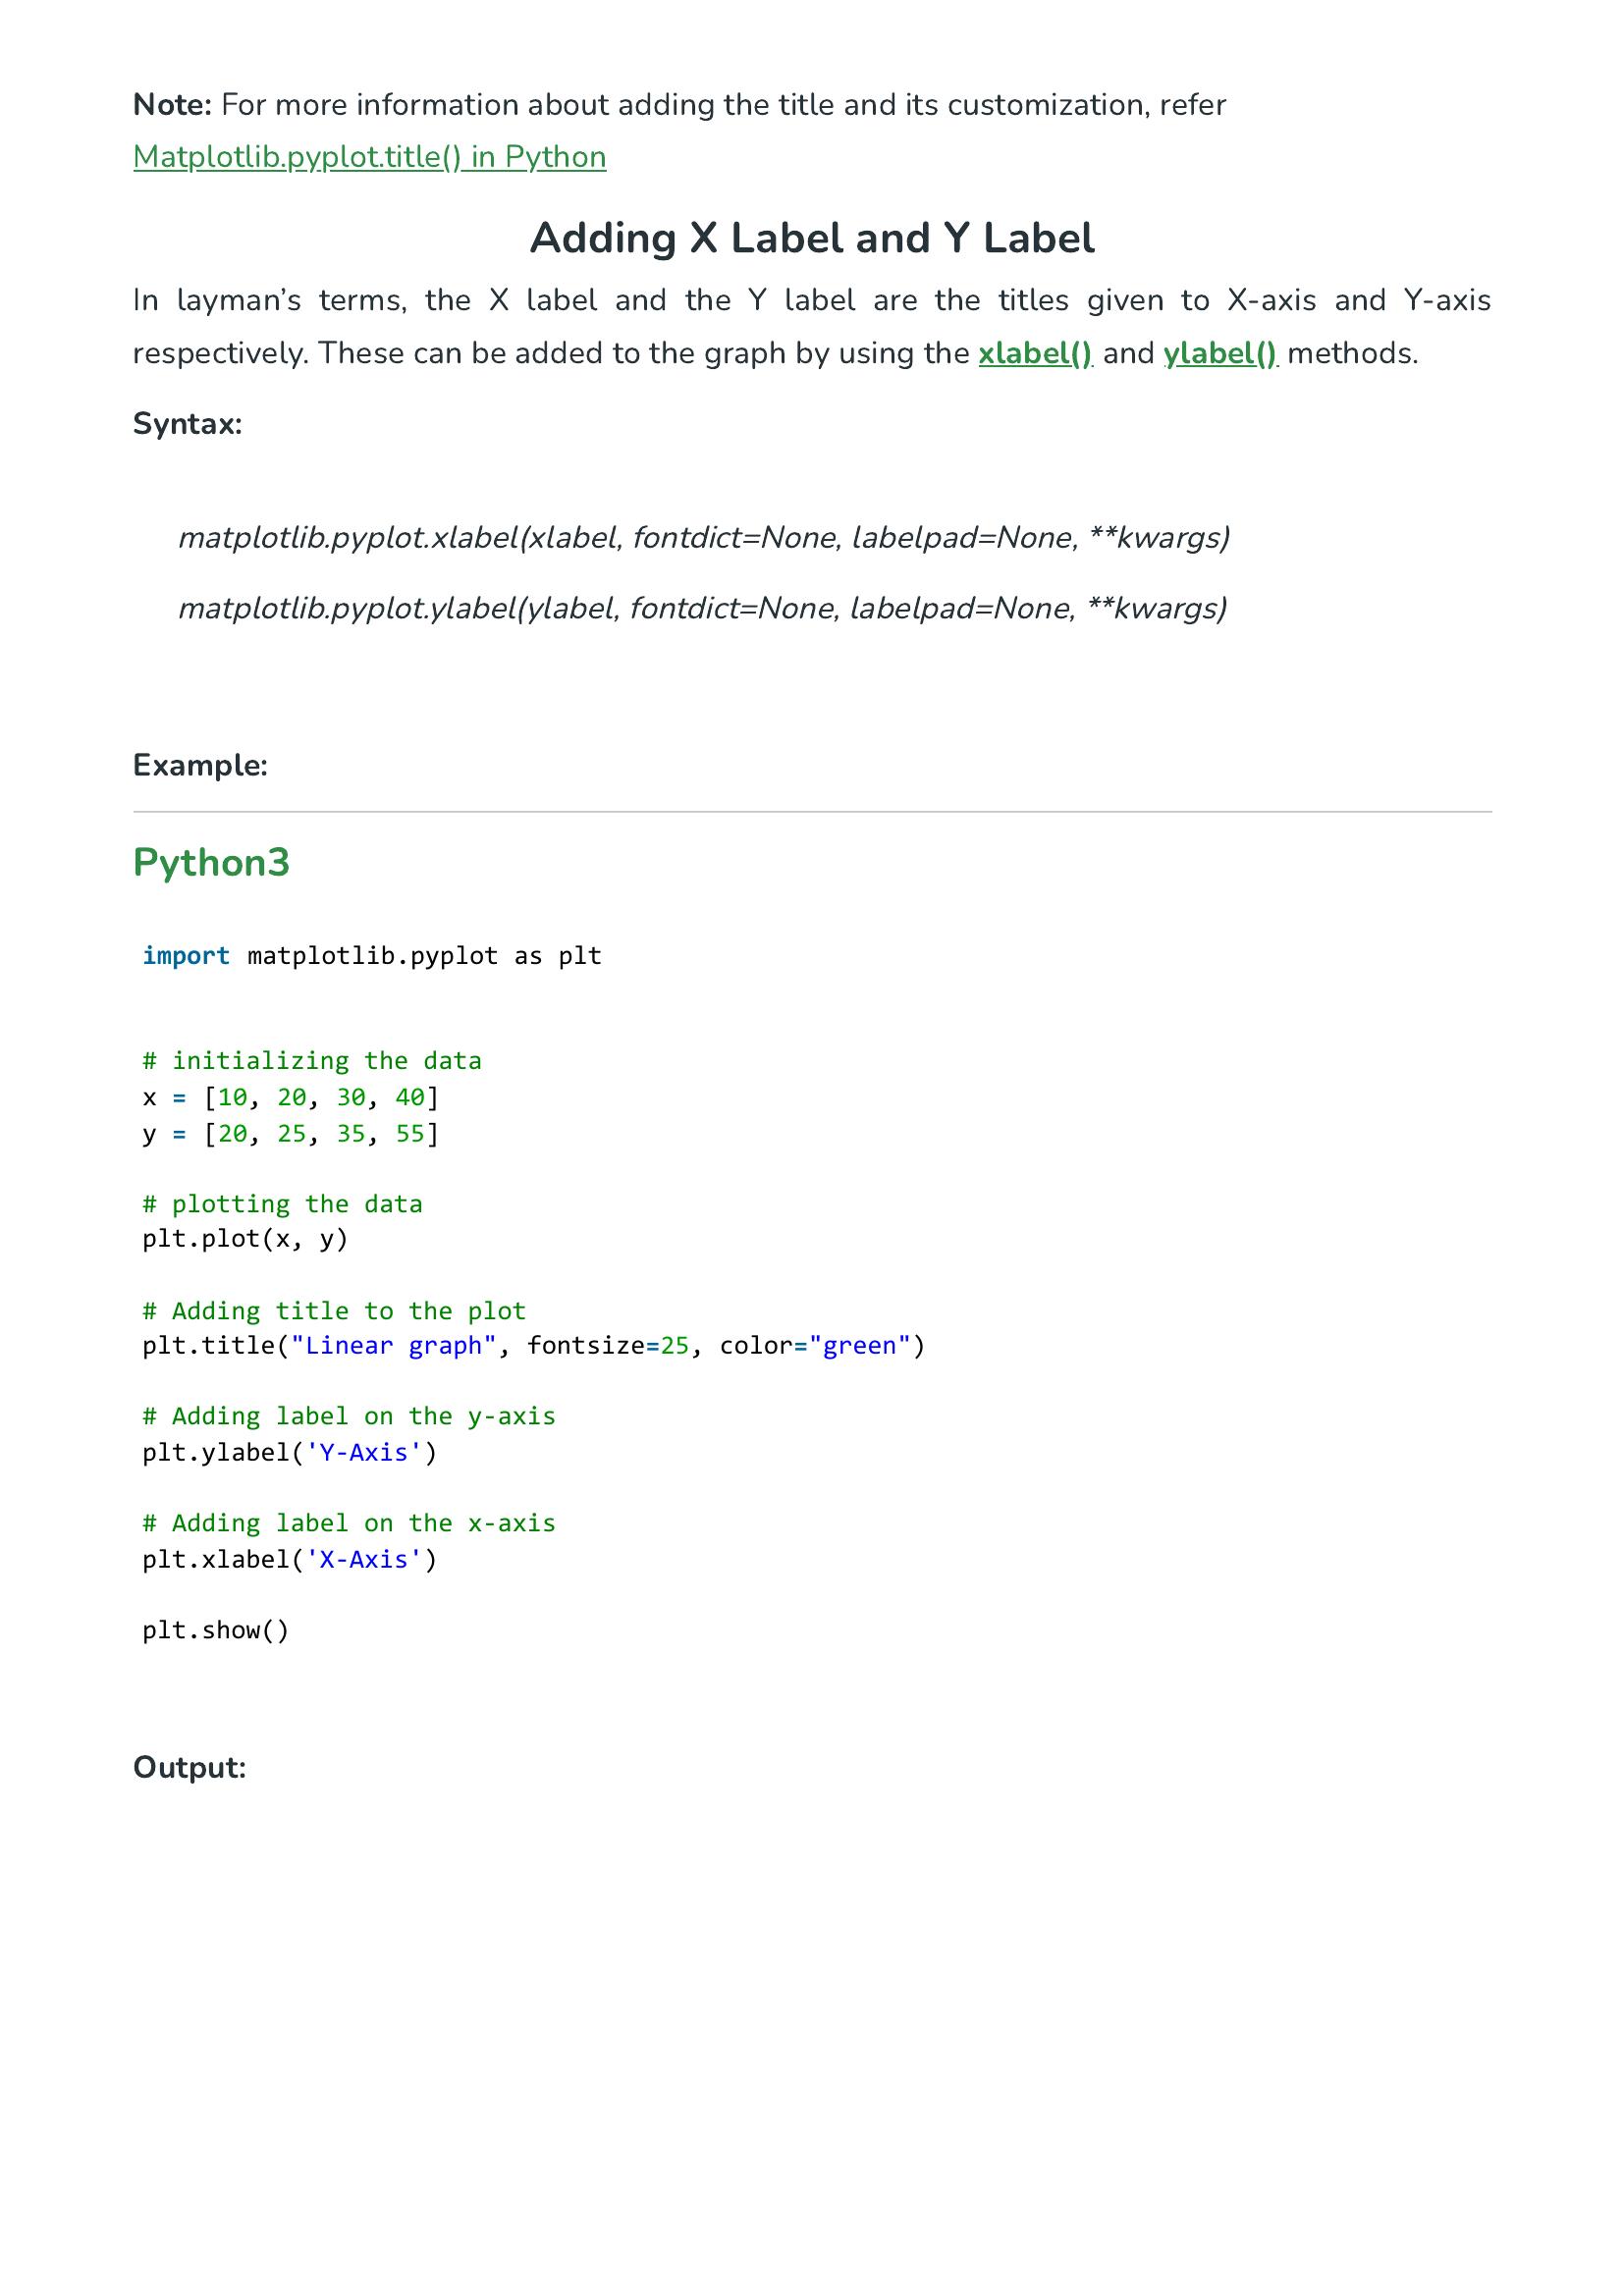 Note: For more information about adding the title and its customization, refer
Matplotlib.pyplot.title() in Python
Adding X Label and Y Label
In layman’s terms, the X label and the Y label are the titles given to X-axis and Y-axis
respectively. These can be added to the graph by using the xlabel() and ylabel() methods.
Syntax:
matplotlib.pyplot.xlabel(xlabel, fontdict=None, labelpad=None, **kwargs)
matplotlib.pyplot.ylabel(ylabel, fontdict=None, labelpad=None, **kwargs)
Example:
Python3
import matplotlib.pyplot as plt
# initializing the data
x = [10, 20, 30, 40]
y = [20, 25, 35, 55]
# plotting the data
plt.plot(x, y)
# Adding title to the plot
plt.title("Linear graph", fontsize=25, color="green")
# Adding label on the y-axis
plt.ylabel('Y-Axis')
# Adding label on the x-axis
plt.xlabel('X-Axis')
plt.show()
Output: